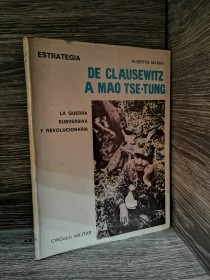 ESTRATEGIA
ALBERTO MARINI
DE CLAUSEWITZ
A MAO TSE-TUNG
LA GUERRA
SUBVERSIVA
Y REVOLUCIONARIA
CIRCULO MILITAR